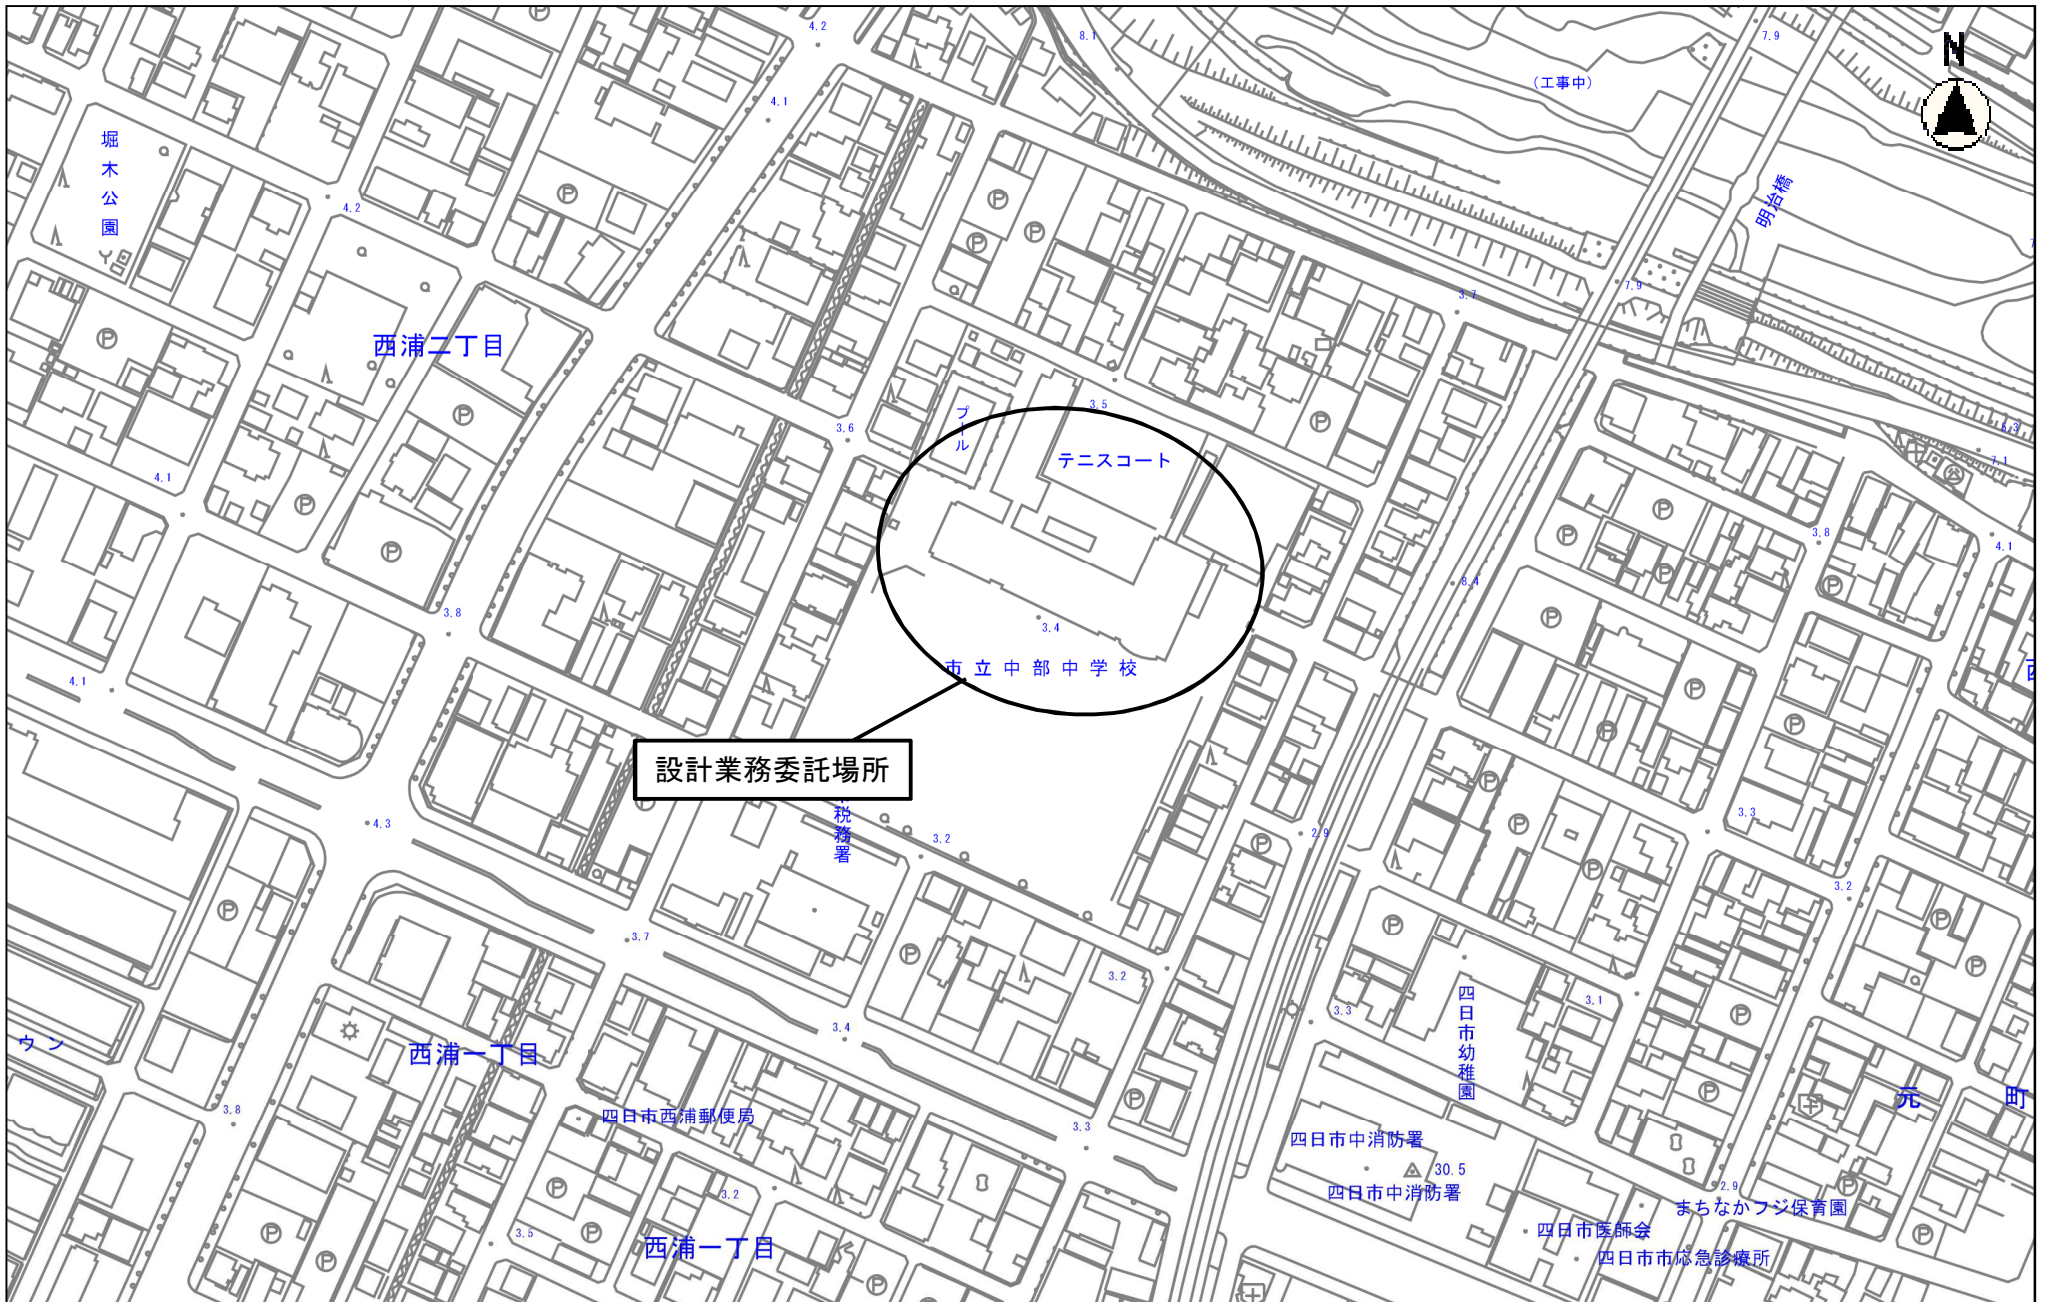 4.2
8.1
7.9
N
(工事中)
4.1
堀木公園
明治橋
4.2
3.7
7.9
西浦二丁目
プール
3.5
3.6
テニスコート
5.3
7.1
4.1
3.8
4.1
8.4
3.8
3.4
市立中部中学校
4.1
設計業務委託場所
税務署
4.3
3.2
2.9
3.3
3.2
3.7
3.2
四日市幼稚園
3.1
3.3
3.4
ウン
西浦一丁目
元町
3.8
四日市西浦郵便局
3.3
四日市中消防署
30.5
四日市中消防署
3.2
2.9
まちなかフジ保育園
3.5
西浦一丁目
四日市医師会
四日市市応急診療所